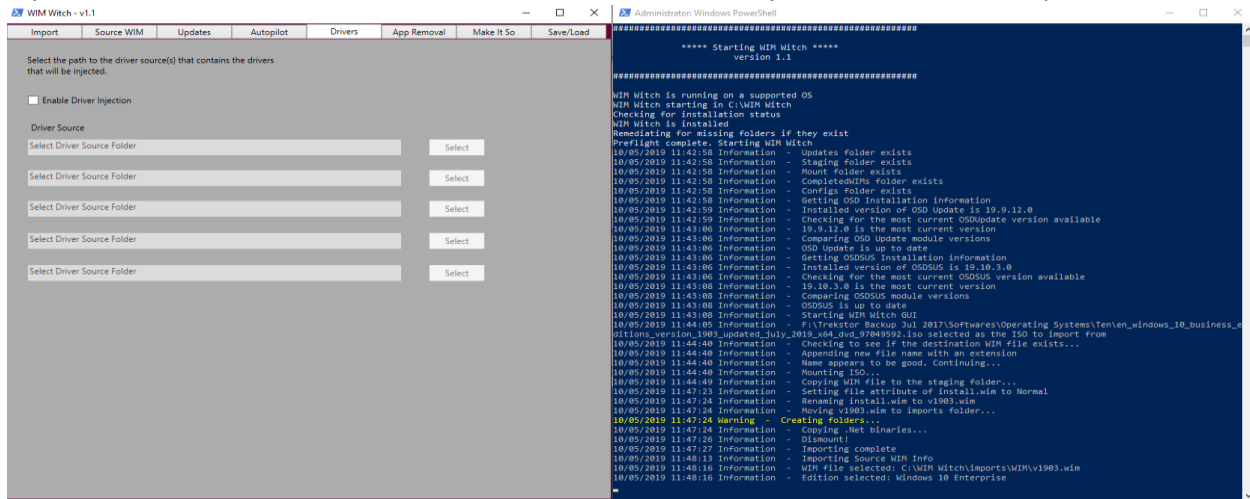 WIM Witch - v1.1
Import Source WIM Updates Autopilot Drivers App Removal Make It So Save/Load
Select the path to the driver source(s) that contains the drivers
that will be injected.
Enable Driver Injection
Driver Source
Select Driver Source Folder Select
Select Driver Source Folder Select
Select Driver Source Folder Select
Select Driver Source Folder Select
Select Driver Source Folder Select
Administrator: Windows PowerShell
##########################################################
***** Starting WIM Witch *****
version 1.1
##########################################################
WIM Witch is running on a supported OS
WIM Witch starting in C:\WIM Witch
Checking for installation status
WIM Witch is installed
Remediating for missing folders if they exist
Preflight complete. Starting WIM Witch
10/05/2019 11:42:58 Information - Updates folder exists
10/05/2019 11:42:58 Information - Staging folder exists
10/05/2019 11:42:58 Information - Mount folder exists
10/05/2019 11:42:58 Information - CompletedWIMs folder exists
10/05/2019 11:42:58 Information - Configs folder exists
10/05/2019 11:42:58 Information - Getting OSD Installation information
10/05/2019 11:42:59 Information - Installed version of OSD Update is 19.9.12.0
10/05/2019 11:42:59 Information - Checking for the most current OSDUpdate version available
10/05/2019 11:43:06 Information - 19.9.12.0 is the most current version
10/05/2019 11:43:06 Information - Comparing OSD Update module versions
10/05/2019 11:43:06 Information - OSD Update is up to date
10/05/2019 11:43:06 Information - Getting OSDSUS Installation information
10/05/2019 11:43:06 Information - Installed version of OSDSUS is 19.10.3.0
10/05/2019 11:43:06 Information - Checking for the most current OSDSUS version available
10/05/2019 11:43:08 Information - 19.10.3.0 is the most current version
10/05/2019 11:43:08 Information - Comparing OSDSUS module versions
10/05/2019 11:43:08 Information - OSDSUS is up to date
10/05/2019 11:43:08 Information - Starting WIM Witch GUI
10/05/2019 11:44:05 Information - F:\Trekstor Backup Jul 2017\Softwares\Operating Systems\Ten\en_windows_10_business_e
ditions_version_1903_updated_july_2019_x64_dvd_97049592.iso selected as the ISO to import from
10/05/2019 11:44:40 Information - Checking to see if the destination WIM file exists...
10/05/2019 11:44:40 Information - Appending new file name with an extension
10/05/2019 11:44:40 Information - Name appears to be good. Continuing...
10/05/2019 11:44:40 Information - Mounting ISO...
10/05/2019 11:44:49 Information - Copying WIM file to the staging folder...
10/05/2019 11:47:23 Information - Setting file attribute of install.wim to Normal
10/05/2019 11:47:24 Information - Renaming install.wim to v1903.wim
10/05/2019 11:47:24 Information - Moving v1903.wim to imports folder...
10/05/2019 11:47:24 Warning - Creating folders...
10/05/2019 11:47:24 Information - Copying .Net binaries...
10/05/2019 11:47:26 Information - Dismount!
10/05/2019 11:47:27 Information - Importing complete
10/05/2019 11:48:13 Information - Importing Source WIM Info
10/05/2019 11:48:16 Information - WIM file selected: C:\WIM Witch\imports\WIM\v1903.wim
10/05/2019 11:48:16 Information - Edition selected: Windows 10 Enterprise